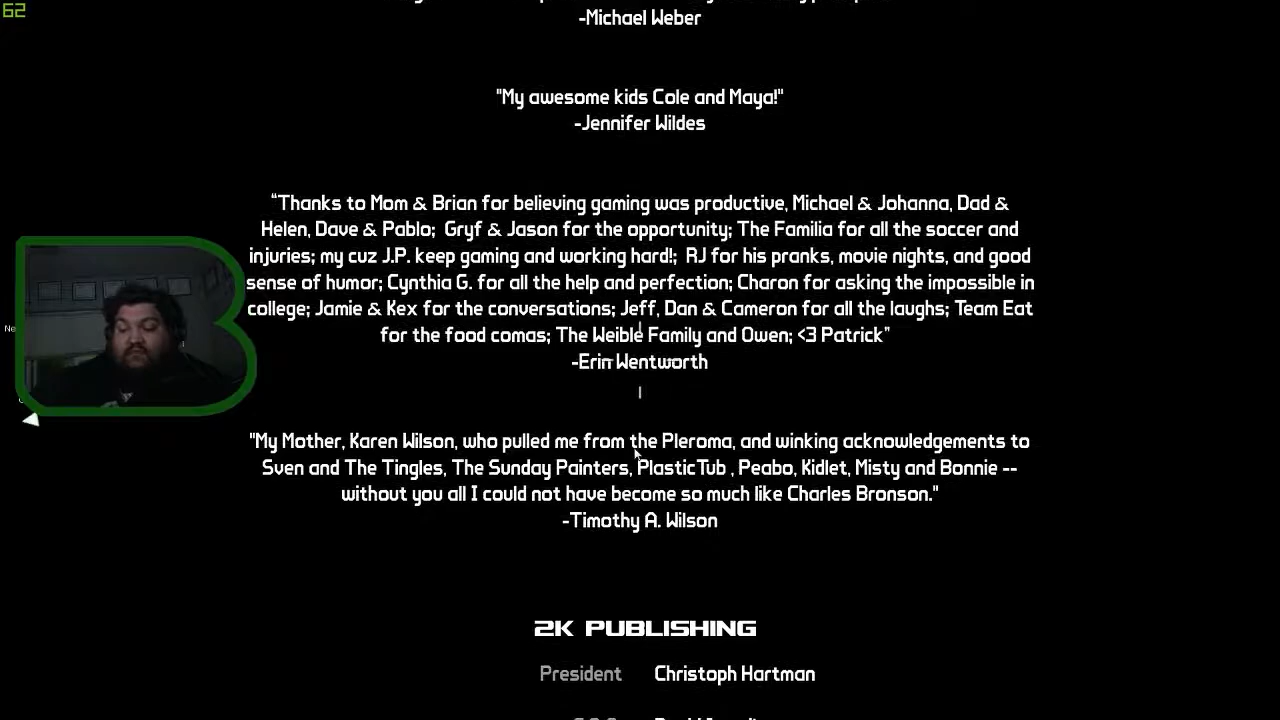 62
-Michael Weber
"My awesome kids Cole and Maya!"
-Jennifer Wildes
"Thanks to Mom & Brian for believing gaming was productive, Michael & Johanna, Dad &
Helen, Dave & Pablo;  Gryf & Jason for the opportunity; The Familia for all the soccer and
injuries; my cuz J.P. keep gaming and working hard!;  RJ for his pranks, movie nights, and good
sense of humor; Cynthia G. for all the help and perfection; Charon for asking the impossible in
college; Jamie & Kex for the conversations; Jeff, Dan & Cameron for all the laughs; Team Eat
for the food comas; The Weible Family and Owen; <3 Patrick"
-Erin Wentworth
"My Mother, Karen Wilson, who pulled me from the Pleroma, and winking acknowledgements to
Sven and The Tingles, The Sunday Painters, PlasticTub , Peabo, Kidlet, Misty and Bonnie --
without you all I could not have become so much like Charles Bronson."
-Timothy A. Wilson
2K PUBLISHING
President Christoph Hartman